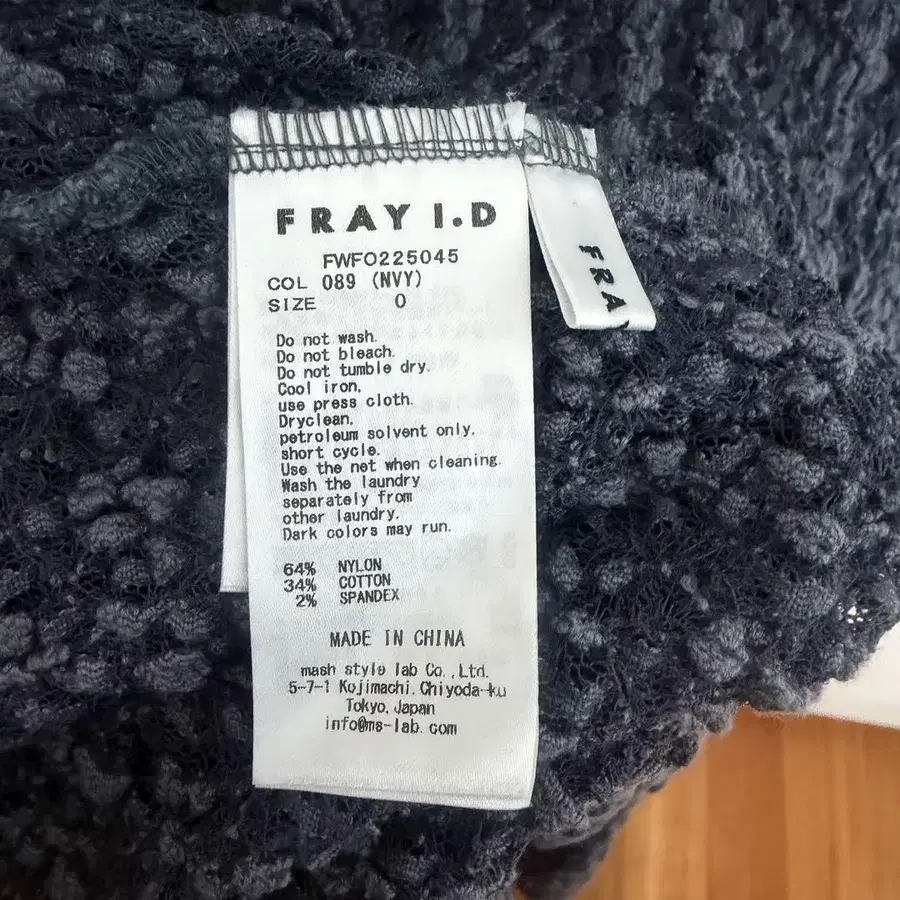 FRAY I.D
FWFO225045
COL 089 (NVY)
SIZE 0
Do not wash.
Do not bleach.
Do not tumble dry.
Cool iron.
use press cloth.
Dryclean.
petroleum solvent only.
short cycle.
Use the net when cleaning.
Wash the laundry
separately from
other laundry.
Dark colors may run.
64% NYLON
34% COTTON
2% SPANDEX
MADE IN CHINA
mash style lab Co.,Ltd.
5-7-1 Kojimachi, Chiyoda-ku
Tokyo, Japan
info@ms-lab.com
FRA